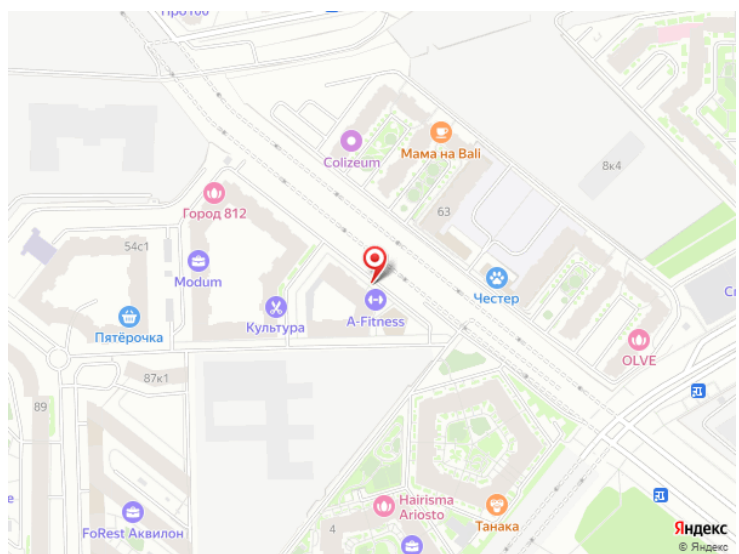 Colizeum
Мама на Bali
8к4
63
Город 812
54с1
Modum
Честер
Культура
A-Fitness
Пятёрочка
OLVE
87к1
89
Hairisma
Ariosto
Танака
FoRest Аквилон
4
Яндекс
© Яндекс